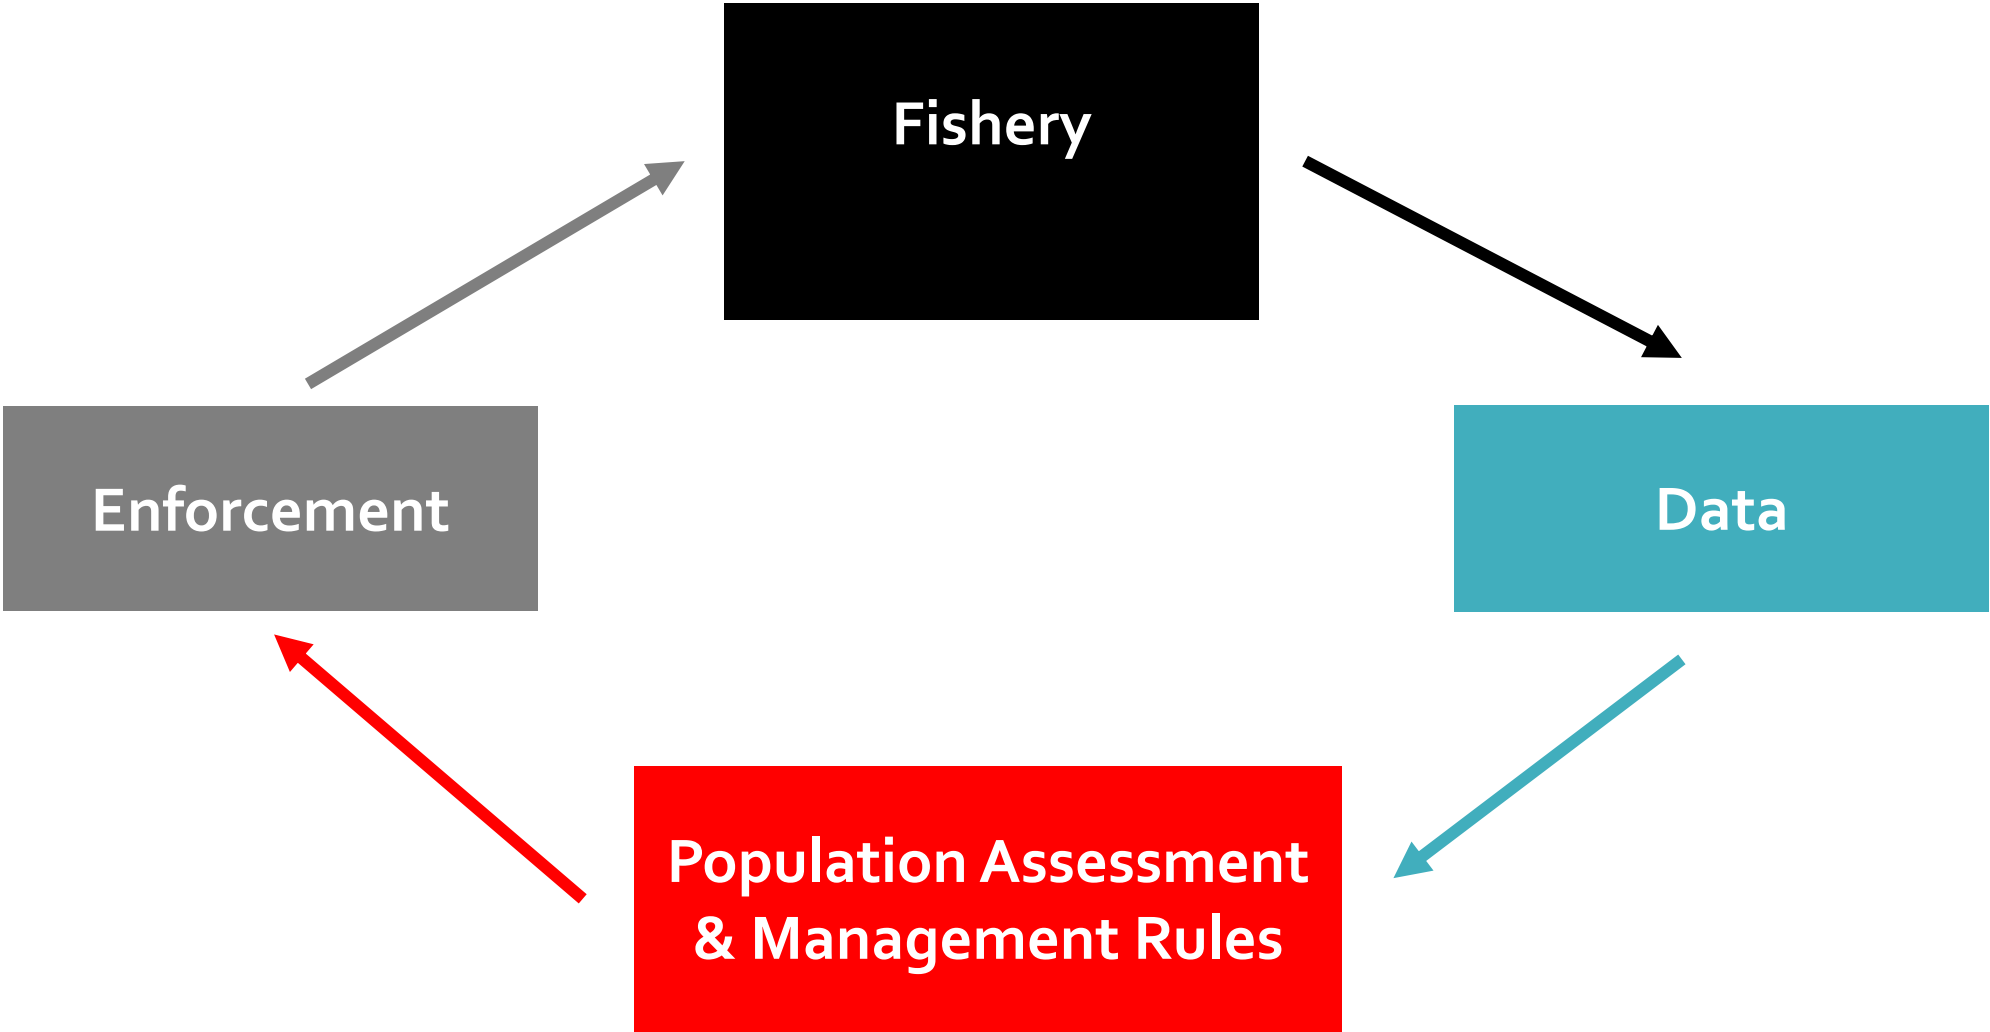 Fishery
Enforcement
Data
Population Assessment
& Management Rules